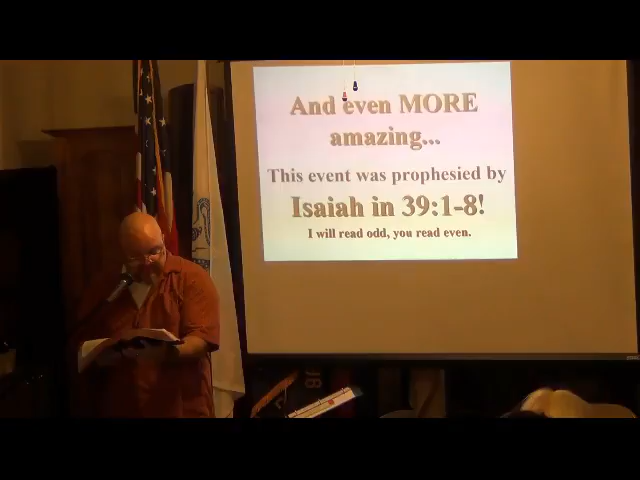 And even MORE
amazing...
This event was prophesied by
Isaiah in 39:1-8!
I will read odd, you read even.